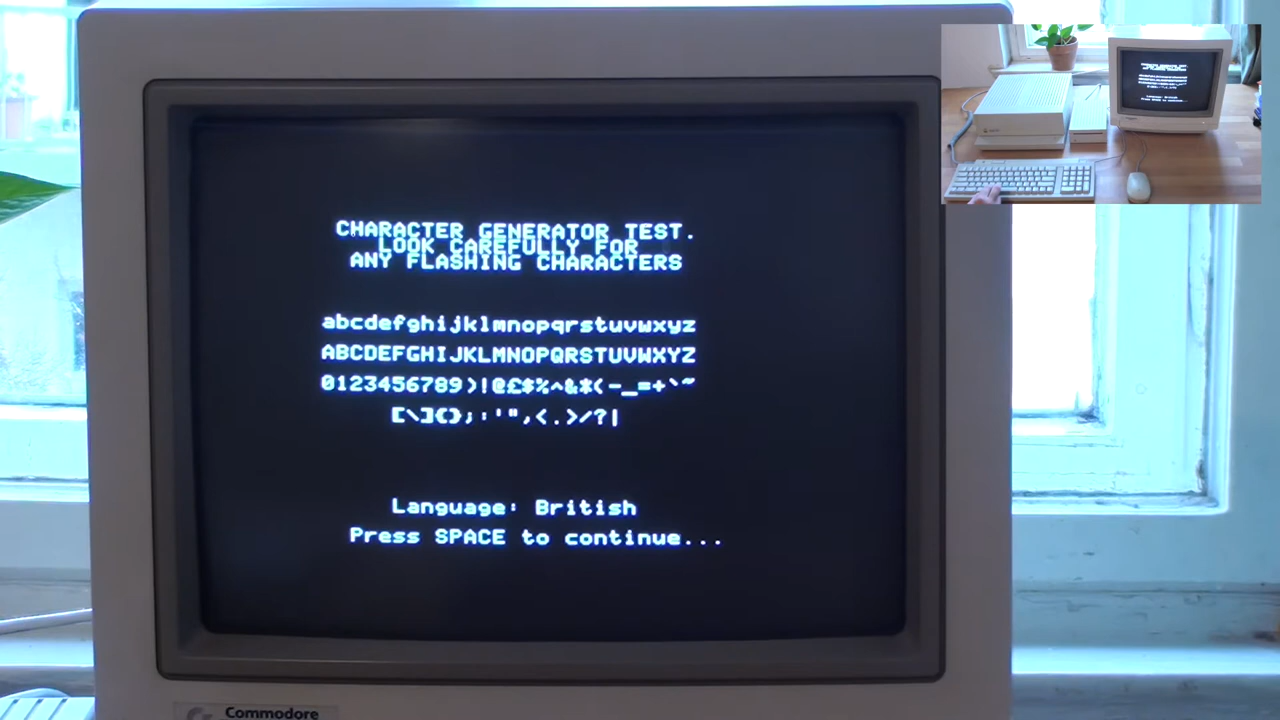 CHARACTER GENERATOR TEST.
LOOK CAREFULLY FOR
ANY FLASHING CHARACTERS
abcdefghijklmnopqrstuvwxyz
ABCDEFGHIJKLMNOPQRSTUVWXYZ
0123456789)!@£$%^&*(-_=+`~
[\]{};:'",<.>/?|
Language: British
Press SPACE to continue...
Commodore